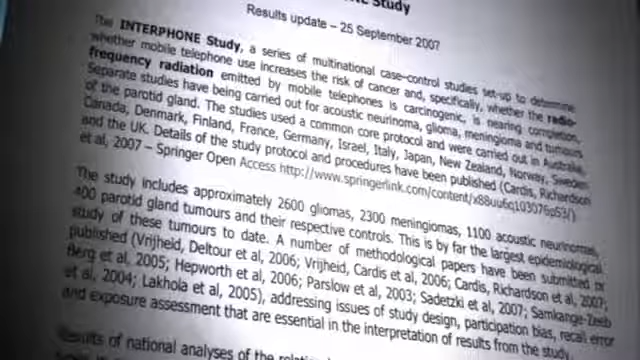 Study
Results update – 25 September 2007
The INTERPHONE Study, a series of multinational case-control studies set-up to determine
whether mobile telephone use increases the risk of cancer and, specifically, whether the radio-
frequency radiation emitted by mobile telephones is carcinogenic, is nearing completion.
Separate studies have being carried out for acoustic neurinoma, glioma, meningioma and tumours
of the parotid gland. The studies used a common core protocol and were carried out in Australia,
Canada, Denmark, Finland, France, Germany, Israel, Italy, Japan, New Zealand, Norway, Sweden
and the UK. Details of the study protocol and procedures have been published (Cardis, Richardson
et al, 2007 – Springer Open Access http://www.springerlink.com/content/x88uu6q103076p53/)
The study includes approximately 2600 gliomas, 2300 meningiomas, 1100 acoustic neurinomas,
400 parotid gland tumours and their respective controls. This is by far the largest epidemiological
study of these tumours to date. A number of methodological papers have been submitted or
published (Vrijheid, Deltour et al, 2006; Vrijheid, Cardis et al, 2006; Cardis, Richardson et al, 2007;
Berg et al, 2005; Hepworth et al, 2006; Parslow et al, 2003; Sadetzki et al, 2007; Samkange-Zeeb
et al, 2004; Lakhola et al, 2005), addressing issues of study design, participation bias, recall error
and exposure assessment that are essential in the interpretation of results from the study.
Results of national analyses of the